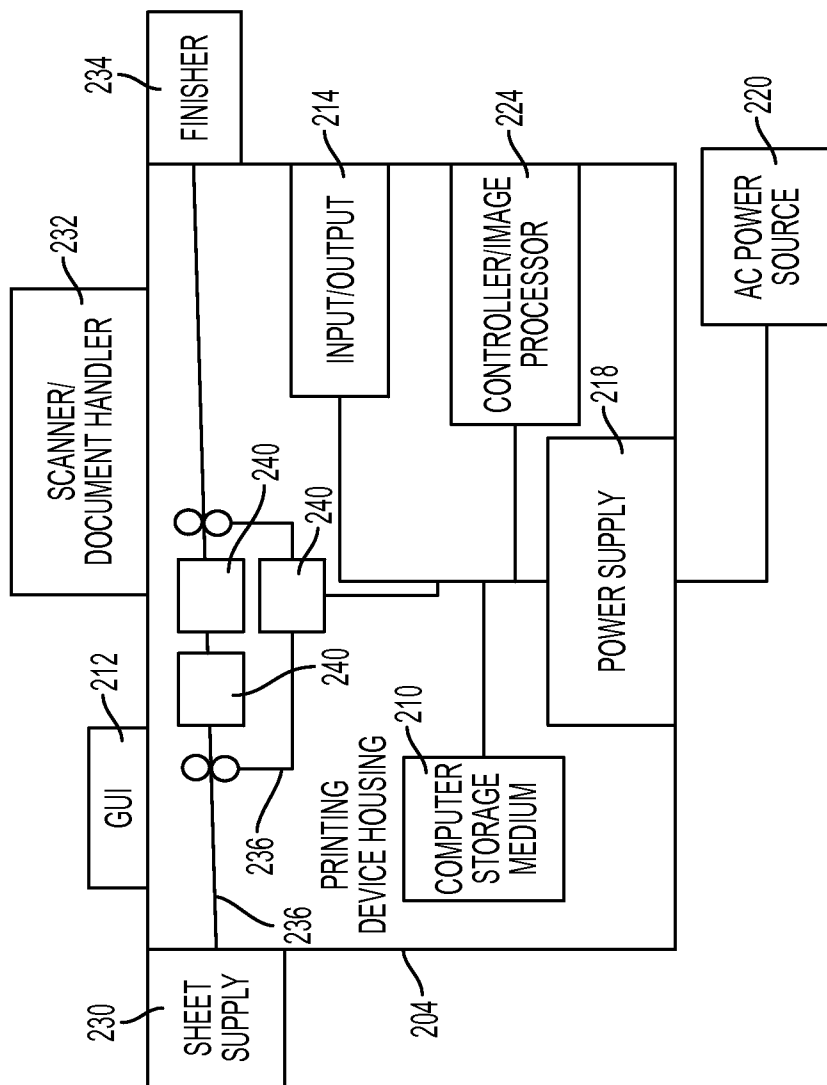 212
GUI
232
SCANNER/
DOCUMENT HANDLER
234
FINISHER
230
SHEET
SUPPLY
236
236
240
240
240
214
INPUT/OUTPUT
224
CONTROLLER/IMAGE
PROCESSOR
PRINTING
DEVICE HOUSING
204
210
COMPUTER
STORAGE
MEDIUM
218
POWER SUPPLY
220
AC POWER
SOURCE